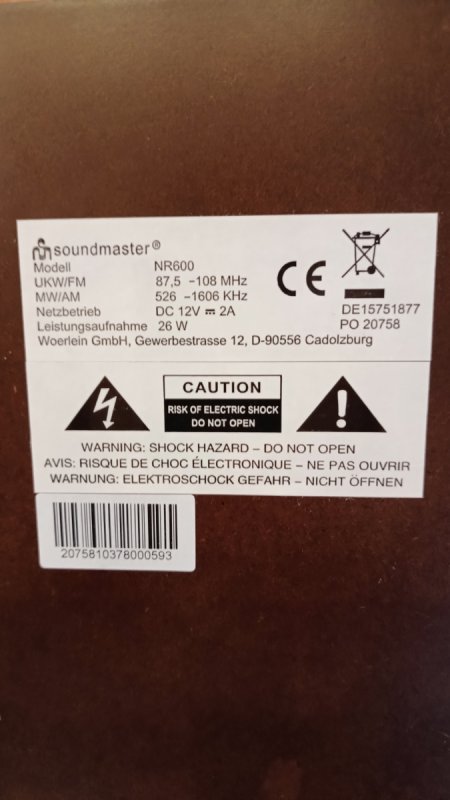 soundmaster®
Modell NR600
UKW/FM 87,5 -108 MHz
MW/AM 526 -1606 KHz
Netzbetrieb DC 12V ⎓ 2A
Leistungsaufnahme 26 W
Woerlein GmbH, Gewerbestrasse 12, D-90556 Cadolzburg
CE
DE15751877
PO 20758
CAUTION
RISK OF ELECTRIC SHOCK
DO NOT OPEN
WARNING: SHOCK HAZARD – DO NOT OPEN
AVIS: RISQUE DE CHOC ÉLECTRONIQUE – NE PAS OUVRIR
WARNUNG: ELEKTROSCHOCK GEFAHR – NICHT ÖFFNEN
2075810378000593